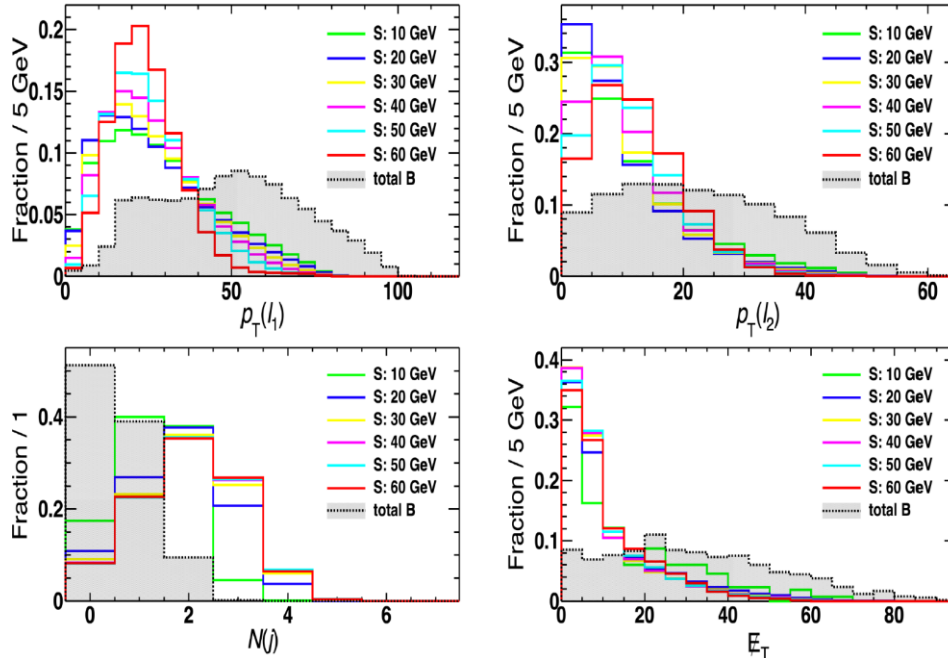 Fraction / 5 GeV
0.2
0.15
0.1
0.05
0
S: 10 GeV
S: 20 GeV
S: 30 GeV
S: 40 GeV
S: 50 GeV
S: 60 GeV
total B
0 50 100
p_T(l_1)
Fraction / 5 GeV
0.4
0.3
0.2
0.1
0
S: 10 GeV
S: 20 GeV
S: 30 GeV
S: 40 GeV
S: 50 GeV
S: 60 GeV
total B
0 20 40 60
p_T(l_2)
Fraction / 1
0.4
0.2
0
S: 10 GeV
S: 20 GeV
S: 30 GeV
S: 40 GeV
S: 50 GeV
S: 60 GeV
total B
0 2 4 6
N(j)
Fraction / 5 GeV
0.4
0.3
0.2
0.1
0
S: 10 GeV
S: 20 GeV
S: 30 GeV
S: 40 GeV
S: 50 GeV
S: 60 GeV
total B
0 20 40 60 80
E̸_T